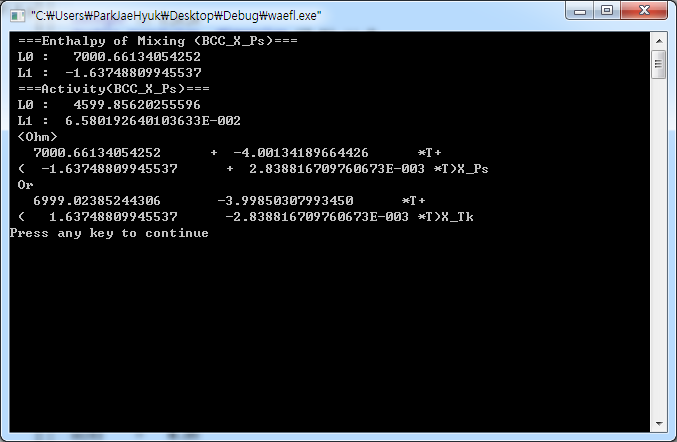 "C:₩Users₩ParkJaeHyuk₩Desktop₩Debug₩waefl.exe"
===Enthalpy of Mixing (BCC_X_Ps)===
L0 :   7000.66134054252
L1 :  -1.63748809945537
===Activity(BCC_X_Ps)===
L0 :   4599.85620255596
L1 :  6.580192640103633E-002
<Ohm>
  7000.66134054252      +  -4.00134189664426      *T+
(  -1.63748809945537      +  2.838816709760673E-003 *T)X_Ps
Or
  6999.02385244306       -3.99850307993450      *T+
(   1.63748809945537      -2.838816709760673E-003 *T)X_Tk
Press any key to continue